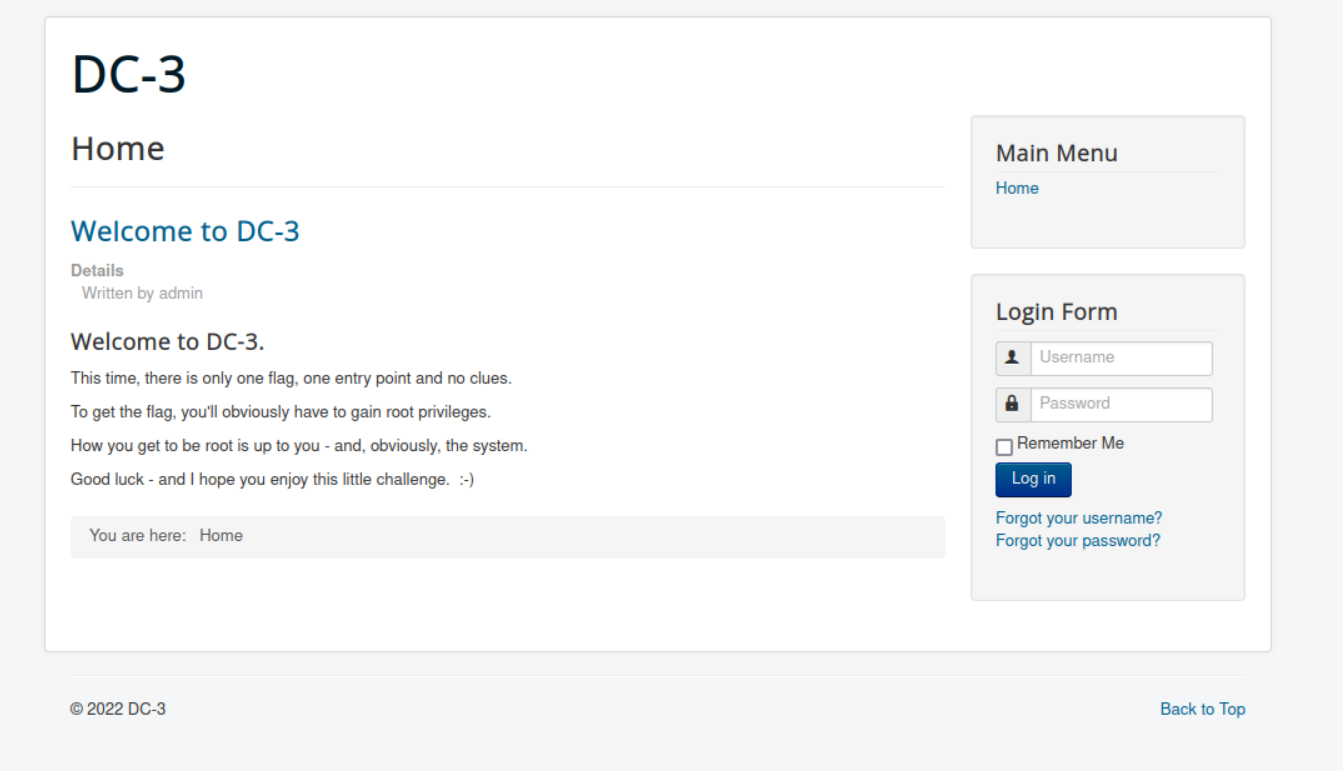 DC-3
Home
Welcome to DC-3
Details
Written by admin
Welcome to DC-3.
This time, there is only one flag, one entry point and no clues.
To get the flag, you'll obviously have to gain root privileges.
How you get to be root is up to you - and, obviously, the system.
Good luck - and I hope you enjoy this little challenge.  :-)
You are here: Home
Main Menu
Home
Login Form
Username
Password
Remember Me
Log in
Forgot your username?
Forgot your password?
© 2022 DC-3
Back to Top